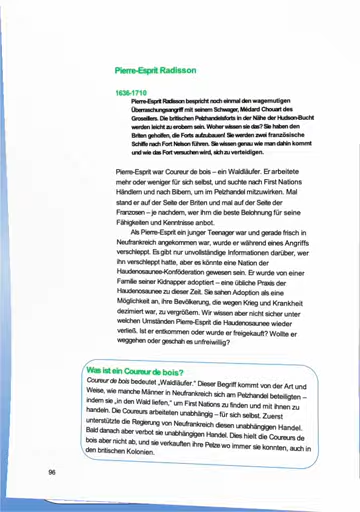 Pierre-Esprit Radisson
1636-1710
Pierre-Esprit Radisson bespricht noch einmal den wagemutigen
Überraschungsangriff mit seinem Schwager, Médard Chouart des
Groseillers. Die britischen Pelzhandelsforts in der Nähe der Hudson-Bucht
werden leicht zu erobern sein. Woher wissen sie das? Sie haben den
Briten geholfen, die Forts aufzubauen! Sie werden zwei französische
Schiffe nach Fort Nelson führen. Sie wissen genau wie man dahin kommt
und wie das Fort versuchen wird, sich zu verteidigen.
Pierre-Esprit war Coureur de bois – ein Waldläufer. Er arbeitete
mehr oder weniger für sich selbst, und suchte nach First Nations
Händlern und nach Bibern, um im Pelzhandel mitzuwirken. Mal
stand er auf der Seite der Briten und mal auf der Seite der
Franzosen – je nachdem, wer ihm die beste Belohnung für seine
Fähigkeiten und Kenntnisse anbot.
Als Pierre-Esprit ein junger Teenager war und gerade frisch in
Neufrankreich angekommen war, wurde er während eines Angriffs
verschleppt. Es gibt nur unvollständige Informationen darüber, wer
ihn verschleppt hatte, aber es könnte eine Nation der
Haudenosaunee-Konföderation gewesen sein. Er wurde von einer
Familie seiner Kidnapper adoptiert – eine übliche Praxis der
Haudenosaunee zu dieser Zeit. Sie sahen Adoption als eine
Möglichkeit an, ihre Bevölkerung, die wegen Krieg und Krankheit
dezimiert war, zu vergrößern. Wir wissen aber nicht sicher unter
welchen Umständen Pierre-Esprit die Haudenosaunee wieder
verließ. Ist er entkommen oder wurde er freigekauft? Wollte er
weggehen oder geschah es unfreiwillig?
Was ist ein Coureur de bois?
Coureur de bois bedeutet „Waldläufer.“ Dieser Begriff kommt von der Art und
Weise, wie manche Männer in Neufrankreich sich am Pelzhandel beteiligten –
indem sie „in den Wald liefen,“ um First Nations zu finden und mit ihnen zu
handeln. Die Coureurs arbeiteten unabhängig – für sich selbst. Zuerst
unterstützte die Regierung von Neufrankreich diesen unabhängigen Handel.
Bald danach aber verbot sie unabhängigen Handel. Dies hielt die Coureurs de
bois aber nicht ab, und sie verkauften ihre Pelze wo immer sie konnten, auch in
den britischen Kolonien.
96